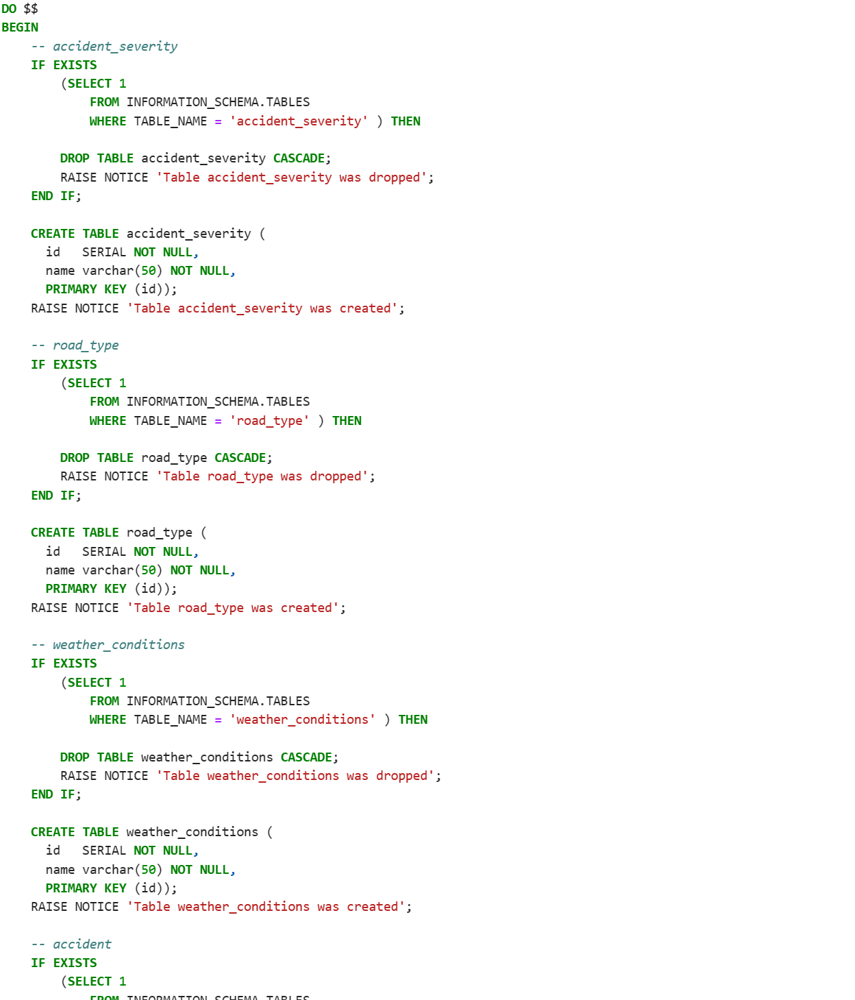 DO $$
BEGIN
    -- accident_severity
    IF EXISTS
        (SELECT 1
            FROM INFORMATION_SCHEMA.TABLES
            WHERE TABLE_NAME = 'accident_severity' ) THEN

        DROP TABLE accident_severity CASCADE;
        RAISE NOTICE 'Table accident_severity was dropped';
    END IF;

    CREATE TABLE accident_severity (
      id   SERIAL NOT NULL,
      name varchar(50) NOT NULL,
      PRIMARY KEY (id));
    RAISE NOTICE 'Table accident_severity was created';

    -- road_type
    IF EXISTS
        (SELECT 1
            FROM INFORMATION_SCHEMA.TABLES
            WHERE TABLE_NAME = 'road_type' ) THEN

        DROP TABLE road_type CASCADE;
        RAISE NOTICE 'Table road_type was dropped';
    END IF;

    CREATE TABLE road_type (
      id   SERIAL NOT NULL,
      name varchar(50) NOT NULL,
      PRIMARY KEY (id));
    RAISE NOTICE 'Table road_type was created';

    -- weather_conditions
    IF EXISTS
        (SELECT 1
            FROM INFORMATION_SCHEMA.TABLES
            WHERE TABLE_NAME = 'weather_conditions' ) THEN

        DROP TABLE weather_conditions CASCADE;
        RAISE NOTICE 'Table weather_conditions was dropped';
    END IF;

    CREATE TABLE weather_conditions (
      id   SERIAL NOT NULL,
      name varchar(50) NOT NULL,
      PRIMARY KEY (id));
    RAISE NOTICE 'Table weather_conditions was created';

    -- accident
    IF EXISTS
        (SELECT 1
            FROM INFORMATION_SCHEMA.TABLES